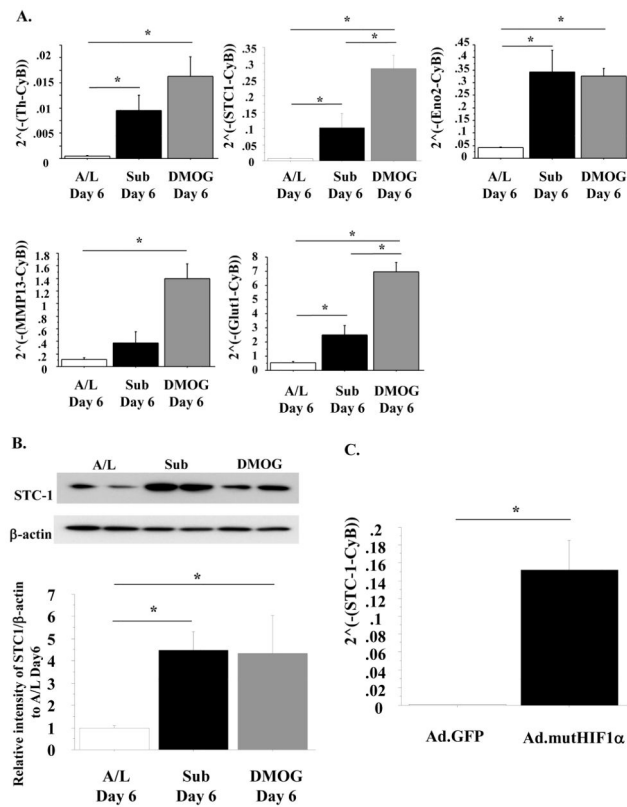 A.
2^(-(Th-CyB))
.02
.015
.01
.005
0
*
*
A/L Day 6
Sub Day 6
DMOG Day 6
2^(-(STC1-CyB))
.35
.25
.15
.05
0
*
*
*
A/L Day 6
Sub Day 6
DMOG Day 6
2^(-(Eno2-CyB))
.45
.35
.25
.15
.05
0
*
*
A/L Day 6
Sub Day 6
DMOG Day 6
2^(-(MMP13-CyB))
1.8
1.6
1.4
1.2
1
.8
.6
.4
.2
0
*
A/L Day 6
Sub Day 6
DMOG Day 6
2^(-(Glut1-CyB))
8
7
6
5
4
3
2
1
0
*
*
*
A/L Day 6
Sub Day 6
DMOG Day 6
B.
A/L
Sub
DMOG
STC-1
β-actin
Relative intensity of STC1/β-actin
to A/L Day6
7
6
5
4
3
2
1
0
*
*
A/L Day 6
Sub Day 6
DMOG Day 6
C.
2^(-(STC-1-CyB))
.2
.18
.16
.14
.12
.1
.08
.06
.04
.02
0
*
Ad.GFP
Ad.mutHIF1α